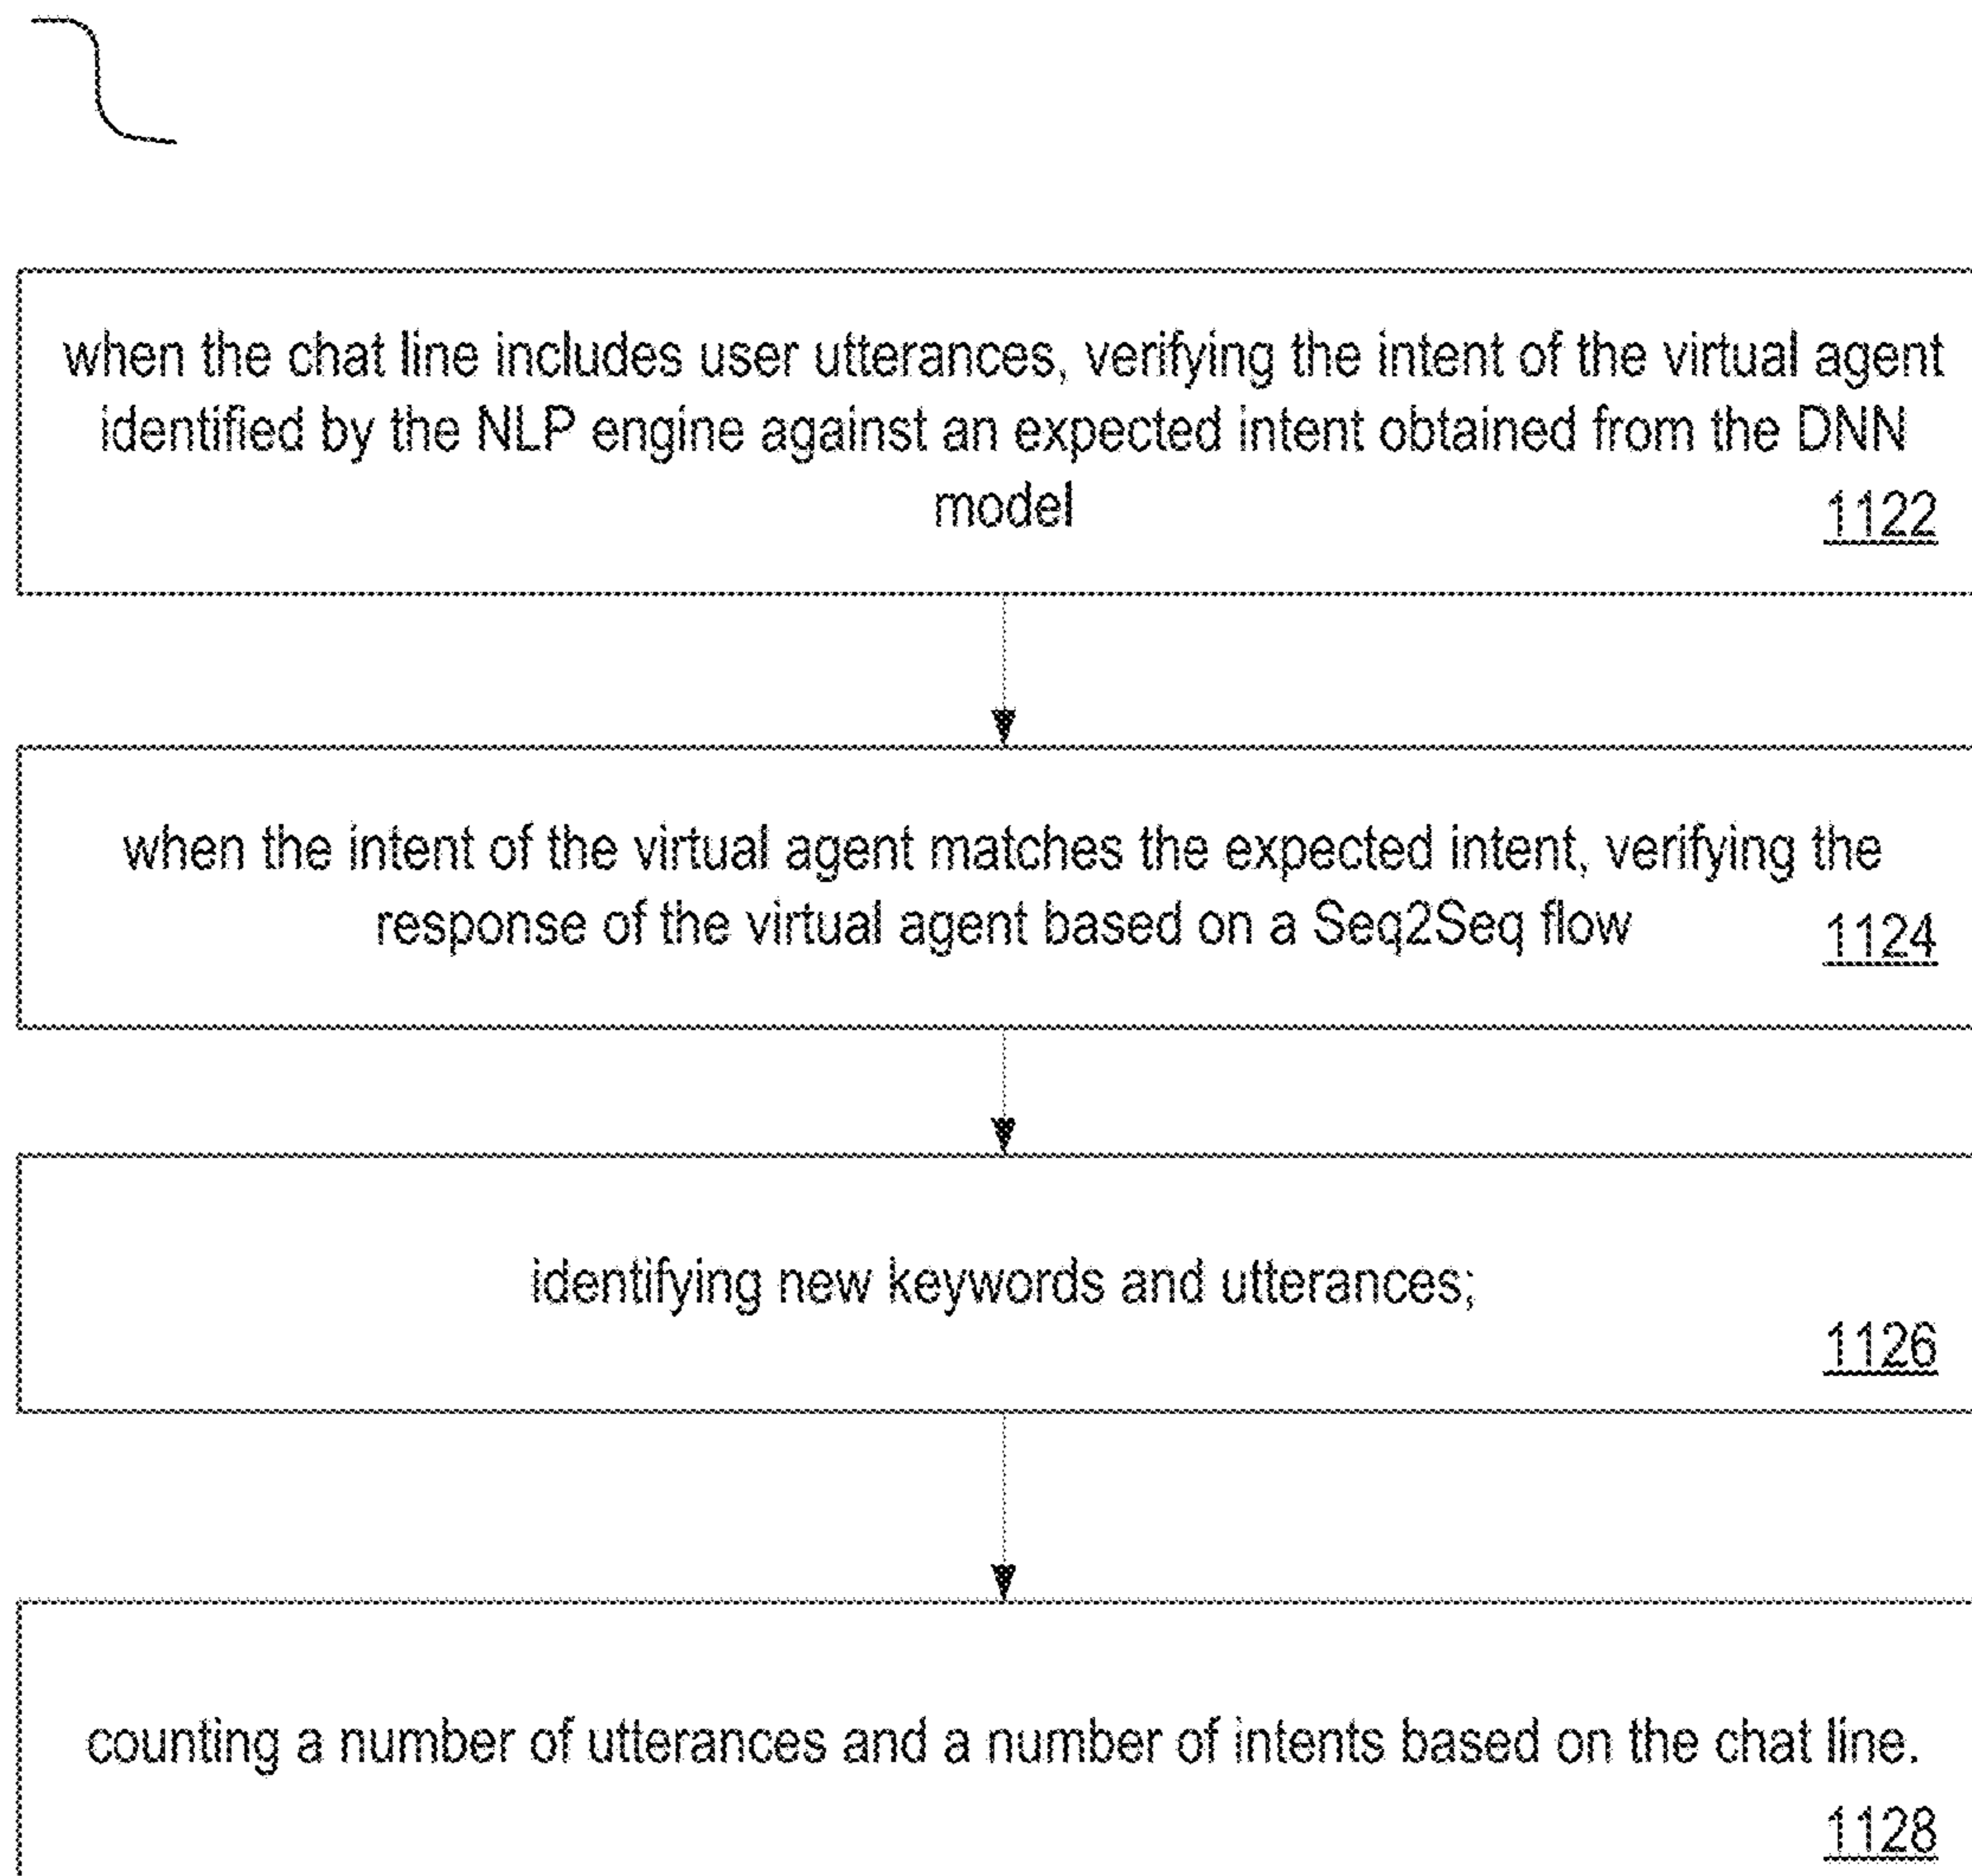 when the chat line includes user utterances, verifying the intent of the virtual agent
identified by the NLP engine against an expected intent obtained from the DNN
model
1122
when the intent of the virtual agent matches the expected intent, verifying the
response of the virtual agent based on a Seq2Seq flow
1124
identifying new keywords and utterances;
1126
counting a number of utterances and a number of intents based on the chat line.
1128